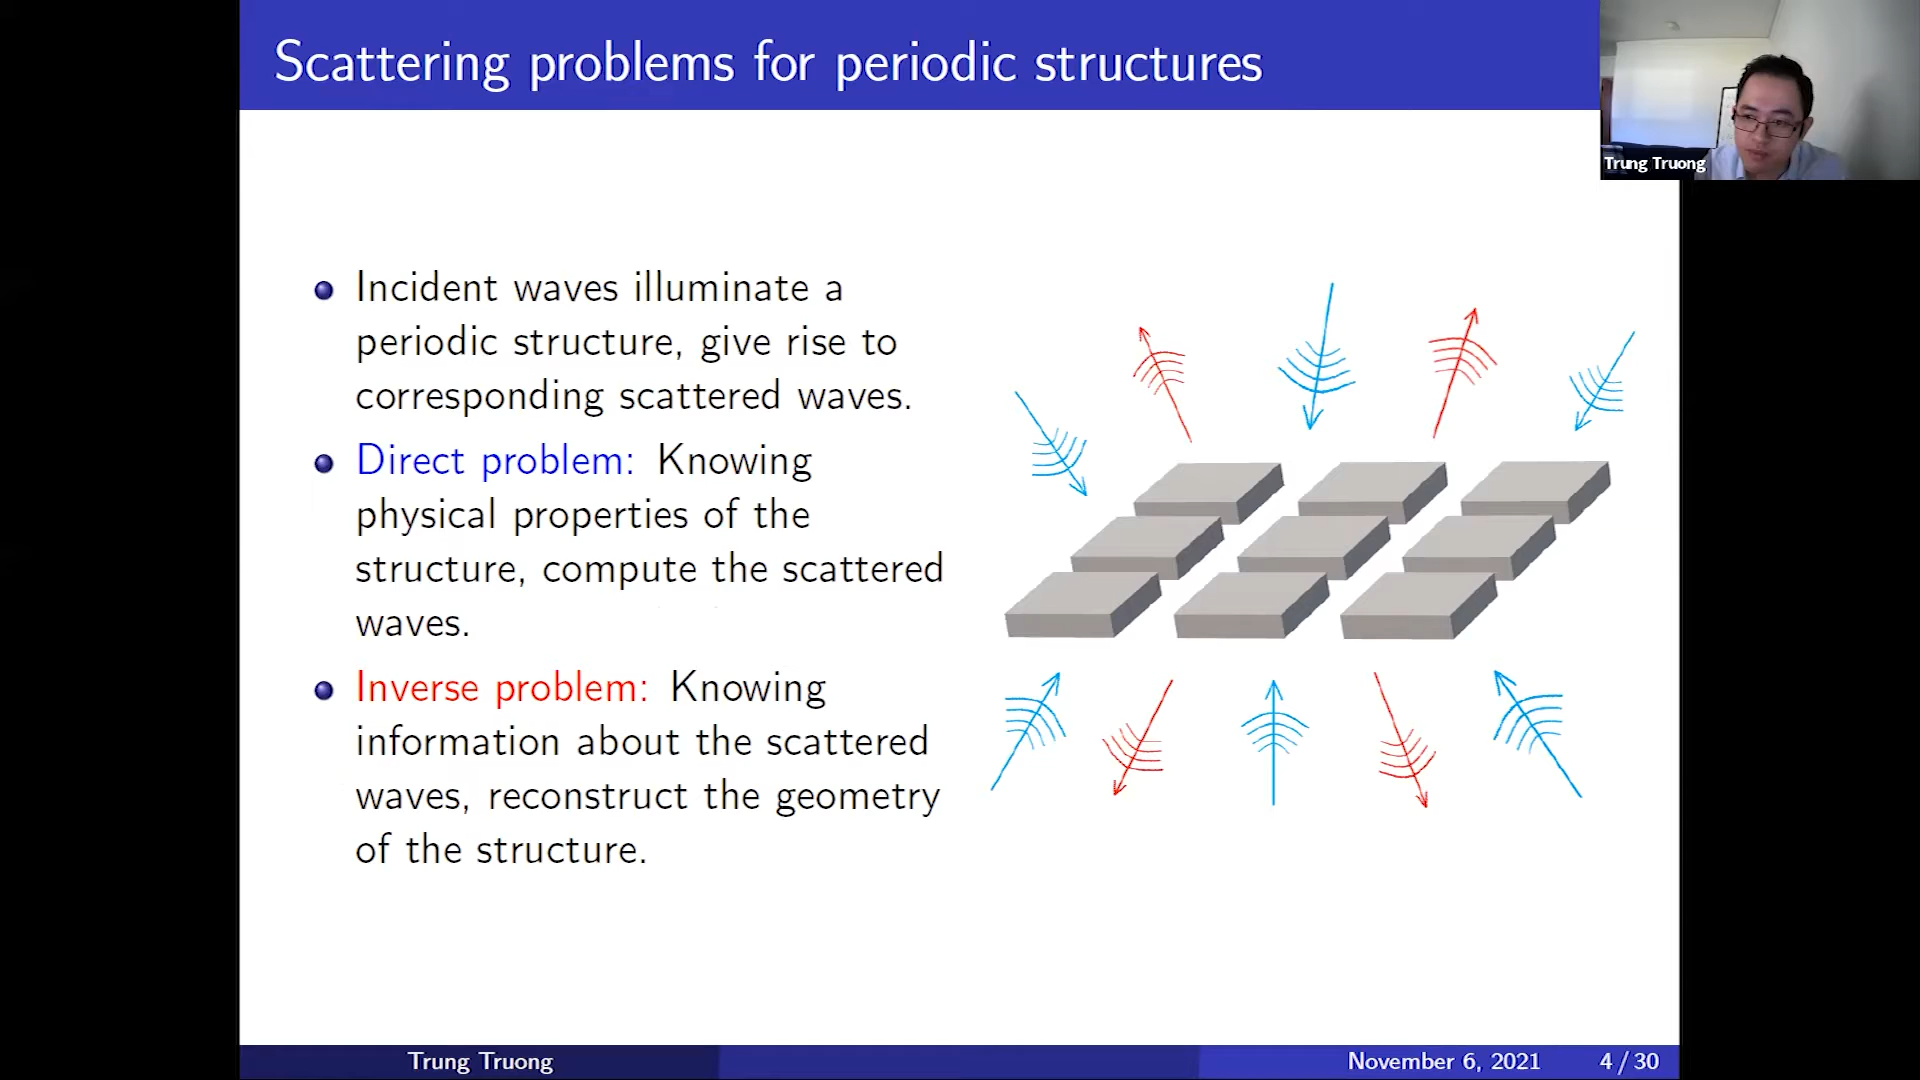 Scattering problems for periodic structures
Trung Truong
Incident waves illuminate a
periodic structure, give rise to
corresponding scattered waves.
Direct problem: Knowing
physical properties of the
structure, compute the scattered
waves.
Inverse problem: Knowing
information about the scattered
waves, reconstruct the geometry
of the structure.
Trung Truong
November 6, 2021
4 / 30